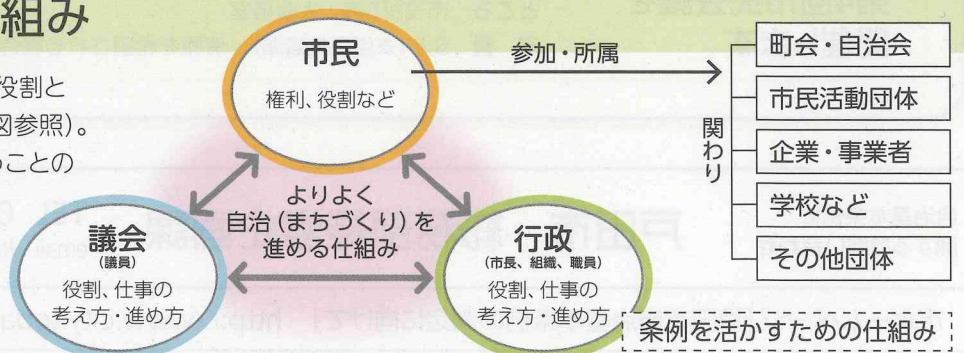 組み
役割と
図参照)。
ことの
市民
権利、役割など
参加・所属
関わり
町会・自治会
市民活動団体
企業・事業者
学校など
その他団体
よりよく
自治(まちづくり)を
進める仕組み
議会
(議員)
役割、仕事の
考え方・進め方
行政
(市長、組織、職員)
役割、仕事の
考え方・進め方
条例を活かすための仕組み